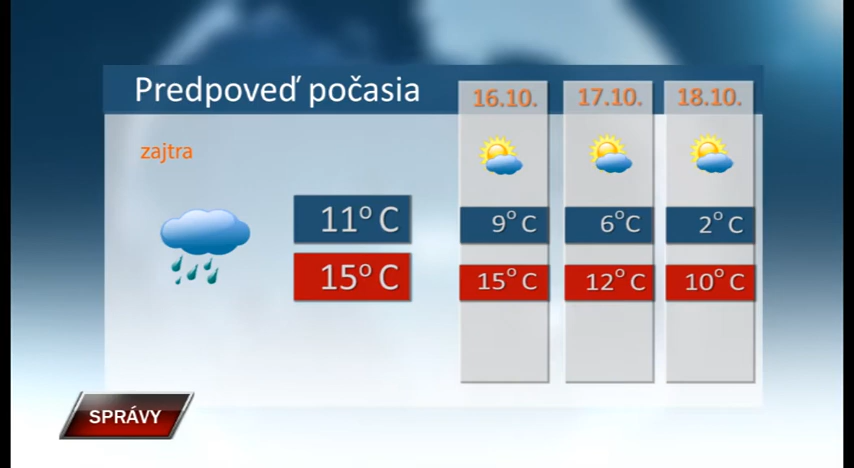 Predpoveď počasia
zajtra
11° C
15° C
16.10. 17.10. 18.10.
9° C 6°C 2° C
15° C 12° C 10° C
SPRÁVY